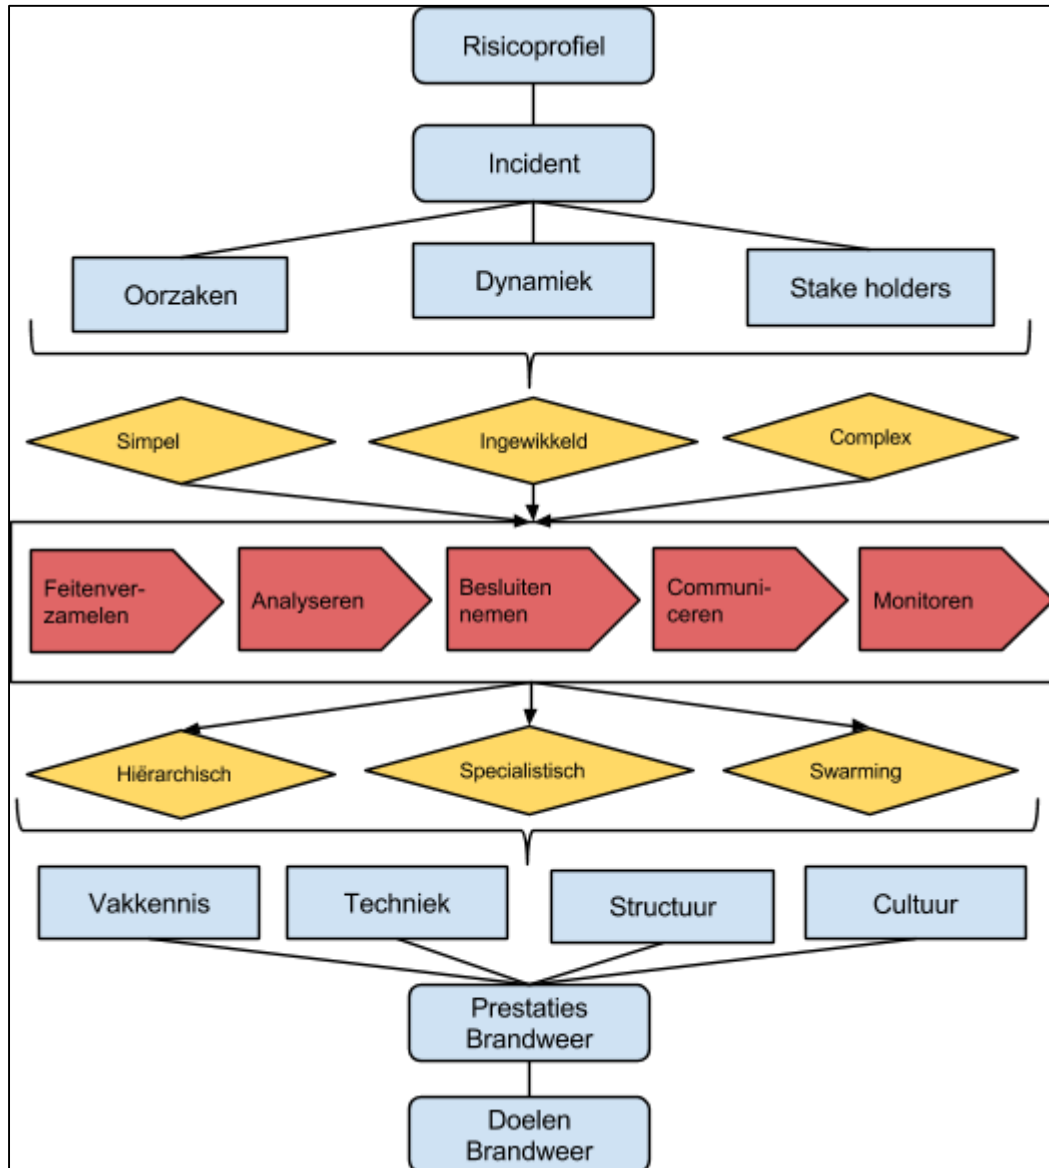 Risicoprofiel
Incident
Oorzaken
Dynamiek
Stake holders
Simpel
Ingewikkeld
Complex
Feitenver-
zamelen
Analyseren
Besluiten
nemen
Communi-
ceren
Monitoren
Hiërarchisch
Specialistisch
Swarming
Vakkennis
Techniek
Structuur
Cultuur
Prestaties
Brandweer
Doelen
Brandweer